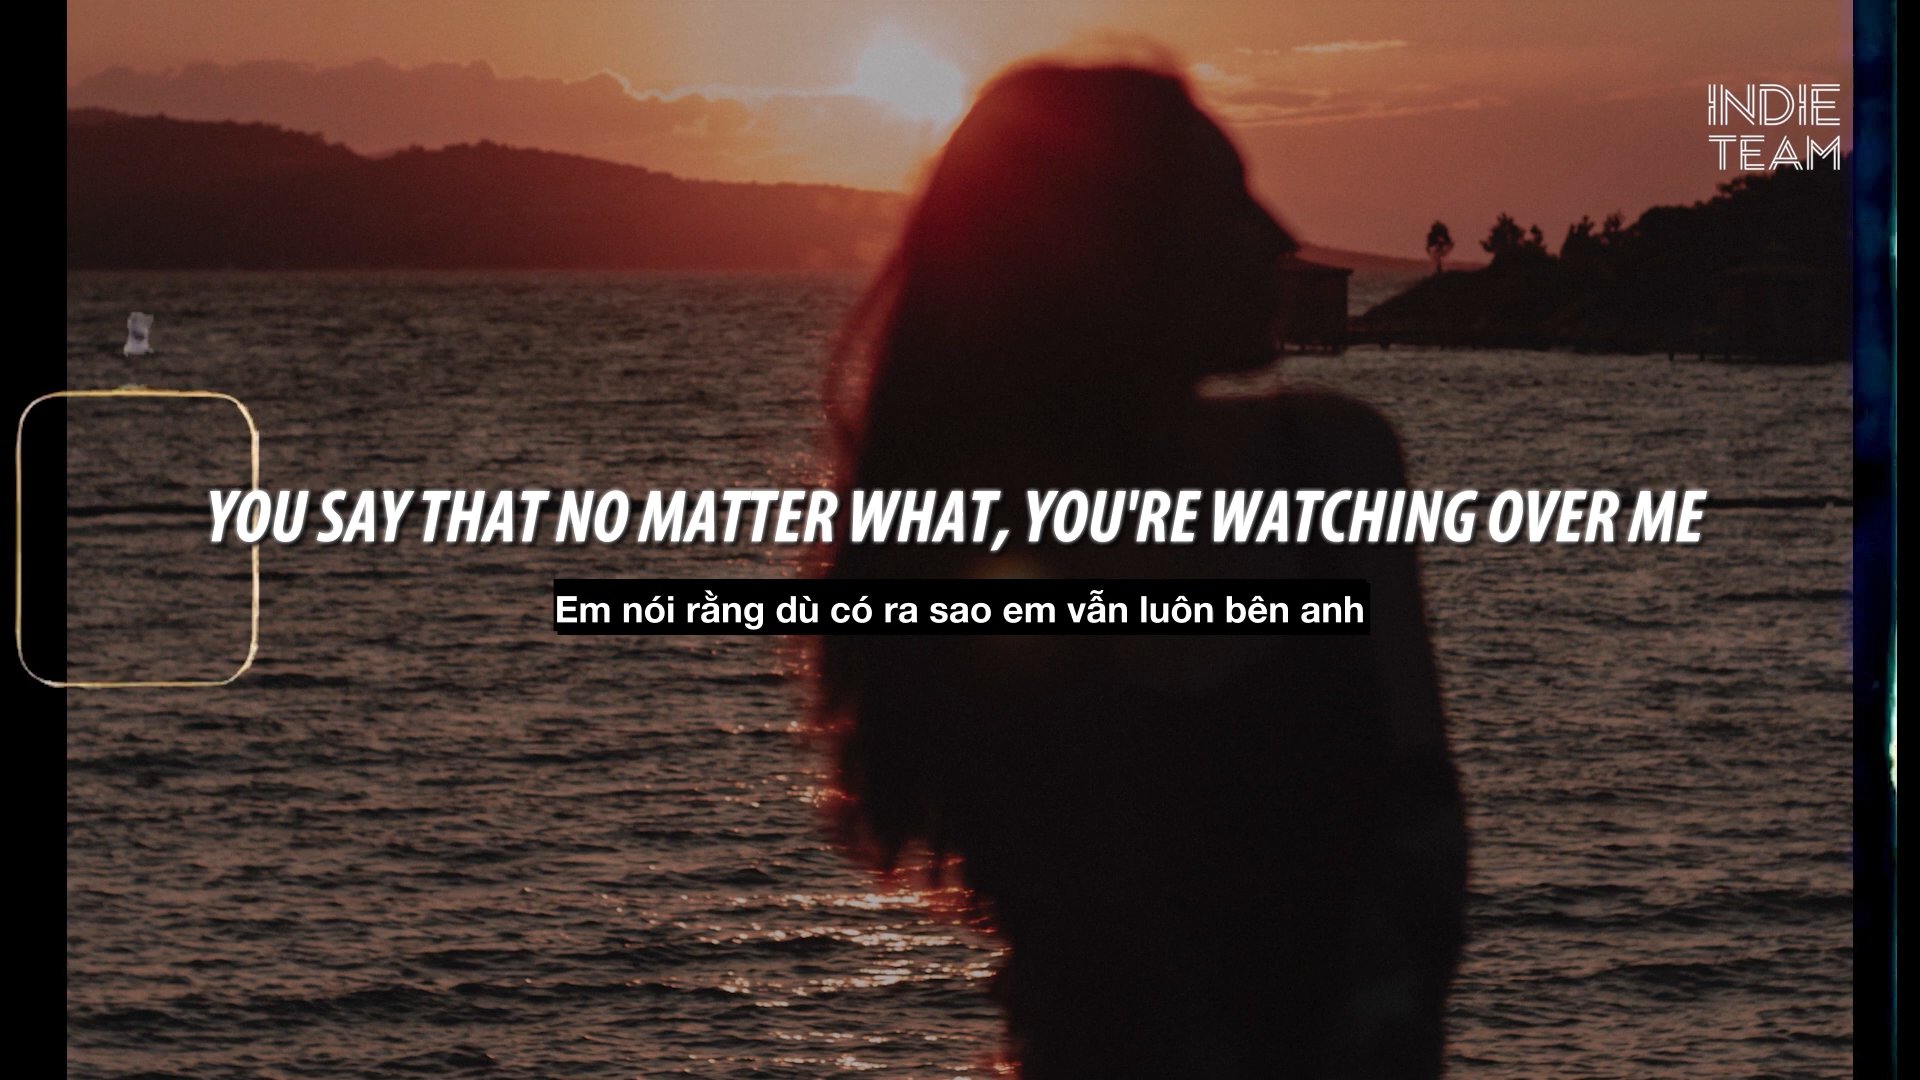 INDIE
TEAM
YOU SAY THAT NO MATTER WHAT, YOU'RE WATCHING OVER ME
Em nói rằng dù có ra sao em vẫn luôn bên anh